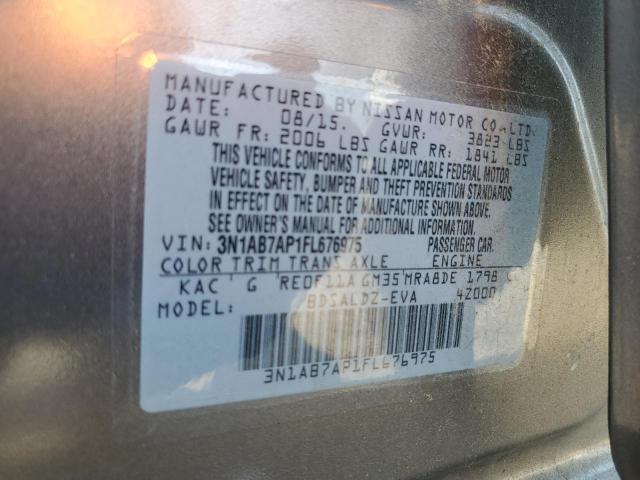 MANUFACTURED BY NISSAN MOTOR CO.,LTD.
DATE: 08/15. GVWR: 3823 LBS
GAWR FR: 2006 LBS GAWR RR: 1841 LBS
THIS VEHICLE CONFORMS TO ALL APPLICABLE FEDERAL MOTOR
VEHICLE SAFETY, BUMPER AND THEFT PREVENTION STANDARDS
IN EFFECT ON THE DATE OF MANUFACTURE SHOWN ABOVE.
SEE OWNER'S MANUAL FOR ADDITIONAL INFORMATION.
VIN: 3N1AB7AP1FL676975 PASSENGER CAR.
COLOR TRIM TRANS AXLE ENGINE
KAC G RE0F11A GM35 MRA8DE 1798 C
MODEL: BDSALDZ-EVA 4Z000
3N1AB7AP1FL676975